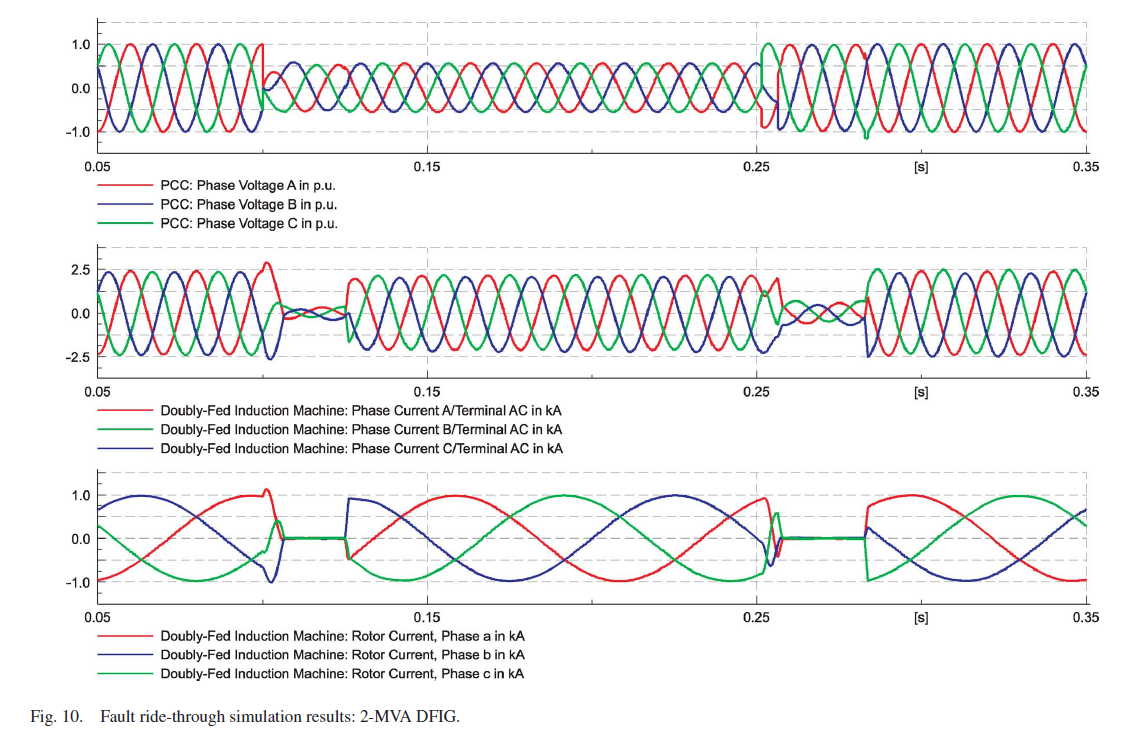 1.0
0.0
−1.0
0.05 0.15 0.25 [s] 0.35
PCC: Phase Voltage A in p.u.
PCC: Phase Voltage B in p.u.
PCC: Phase Voltage C in p.u.
2.5
0.0
−2.5
0.05 0.15 0.25 [s] 0.35
Doubly-Fed Induction Machine: Phase Current A/Terminal AC in kA
Doubly-Fed Induction Machine: Phase Current B/Terminal AC in kA
Doubly-Fed Induction Machine: Phase Current C/Terminal AC in kA
1.0
0.0
−1.0
0.05 0.15 0.25 [s] 0.35
Doubly-Fed Induction Machine: Rotor Current, Phase a in kA
Doubly-Fed Induction Machine: Rotor Current, Phase b in kA
Doubly-Fed Induction Machine: Rotor Current, Phase c in kA
Fig. 10. Fault ride-through simulation results: 2-MVA DFIG.